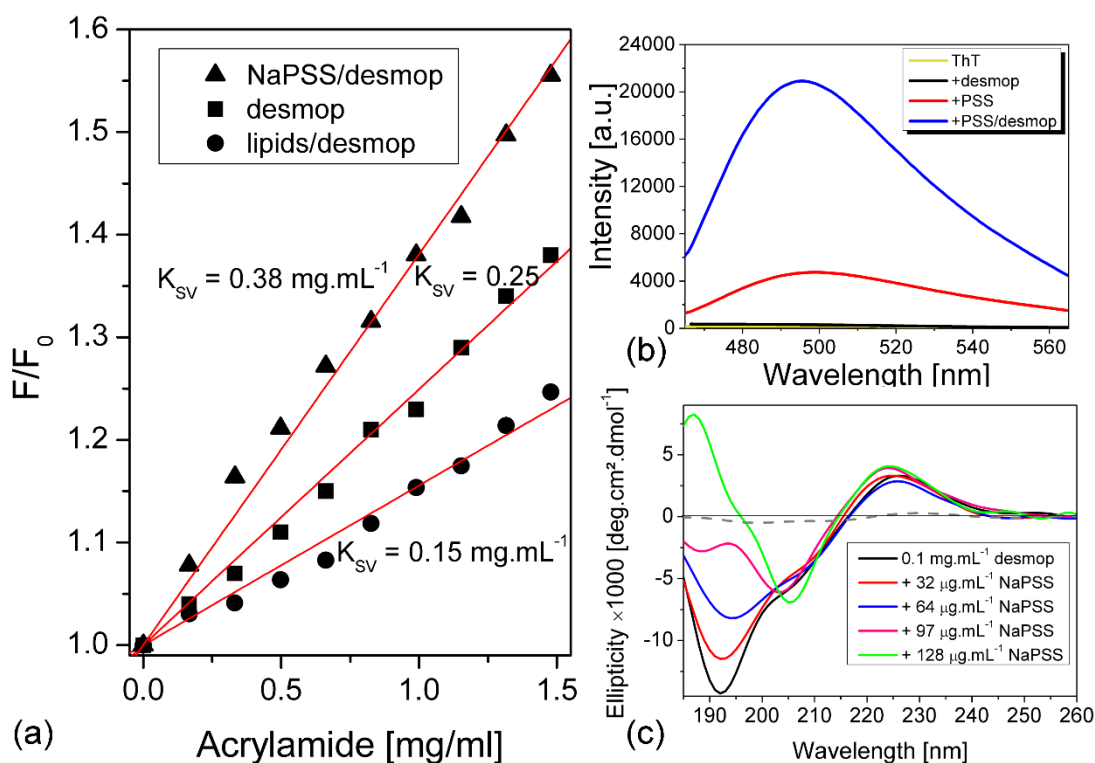 1.6
1.5
1.4
1.3
1.2
1.1
1.0
F/F₀
NaPSS/desmop
desmop
lipids/desmop
K_SV = 0.38 mg.mL⁻¹
K_SV = 0.25
K_SV = 0.15 mg.mL⁻¹
0.0 0.5 1.0 1.5
Acrylamide [mg/ml]
(a)
24000
20000
16000
12000
8000
4000
0
Intensity [a.u.]
ThT
+desmop
+PSS
+PSS/desmop
480 500 520 540 560
Wavelength [nm]
(b)
5
0
-5
-10
Ellipticity ×1000 [deg.cm².dmol⁻¹]
0.1 mg.mL⁻¹ desmop
+ 32 μg.mL⁻¹ NaPSS
+ 64 μg.mL⁻¹ NaPSS
+ 97 μg.mL⁻¹ NaPSS
+ 128 μg.mL⁻¹ NaPSS
190 200 210 220 230 240 250 260
Wavelength [nm]
(c)